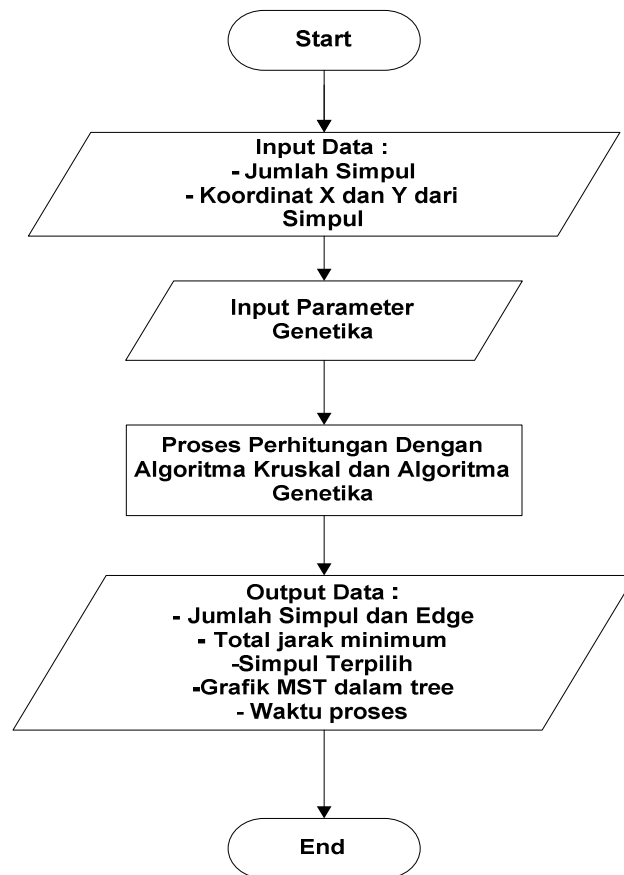 Start
Input Data :
- Jumlah Simpul
- Koordinat X dan Y dari
Simpul
Input Parameter
Genetika
Proses Perhitungan Dengan
Algoritma Kruskal dan Algoritma
Genetika
Output Data :
- Jumlah Simpul dan Edge
- Total jarak minimum
-Simpul Terpilih
-Grafik MST dalam tree
- Waktu proses
End